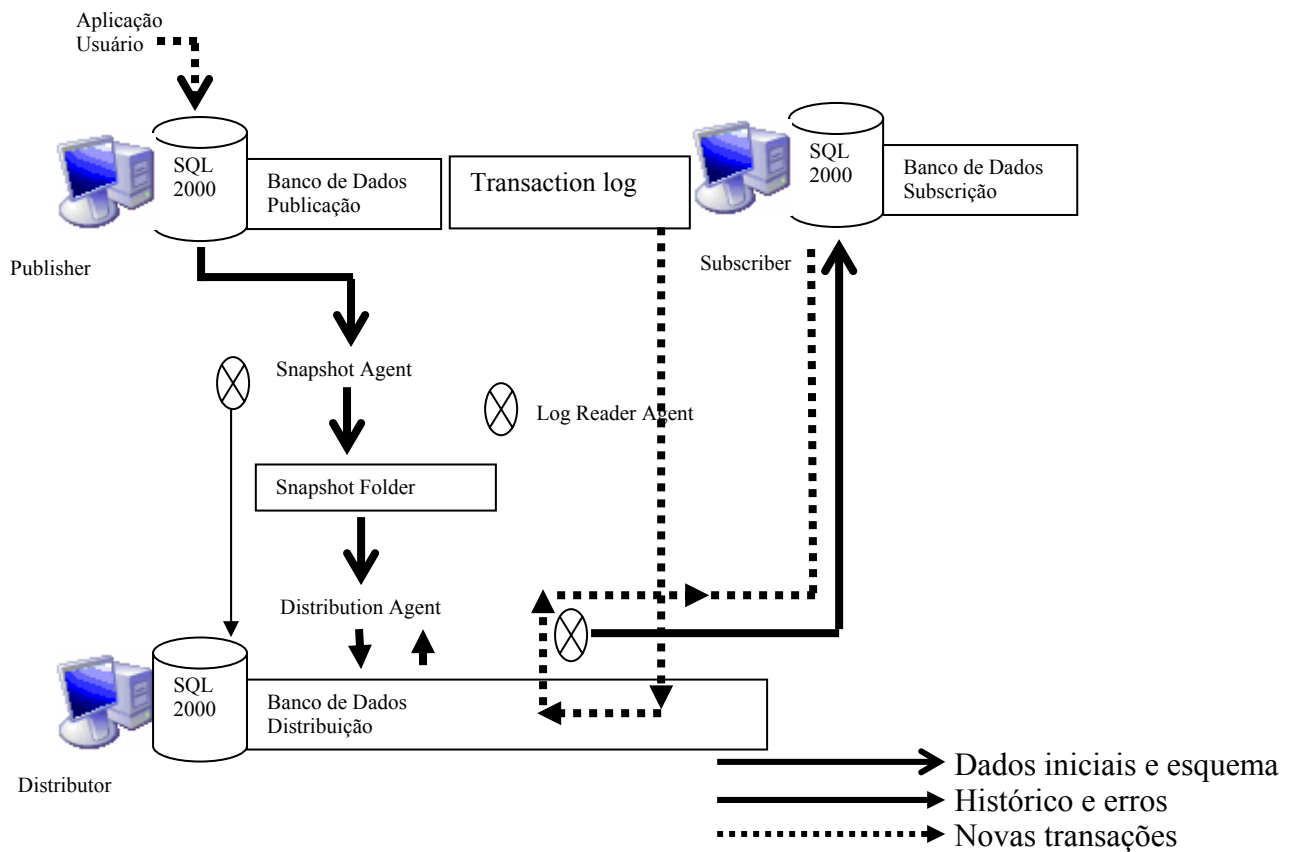 Aplicação
Usuário
SQL
2000
Banco de Dados
Publicação
Transaction log
SQL
2000
Banco de Dados
Subscrição
Publisher
Subscriber
Snapshot Agent
Log Reader Agent
Snapshot Folder
Distribution Agent
SQL
2000
Banco de Dados
Distribuição
Distributor
Dados iniciais e esquema
Histórico e erros
Novas transações